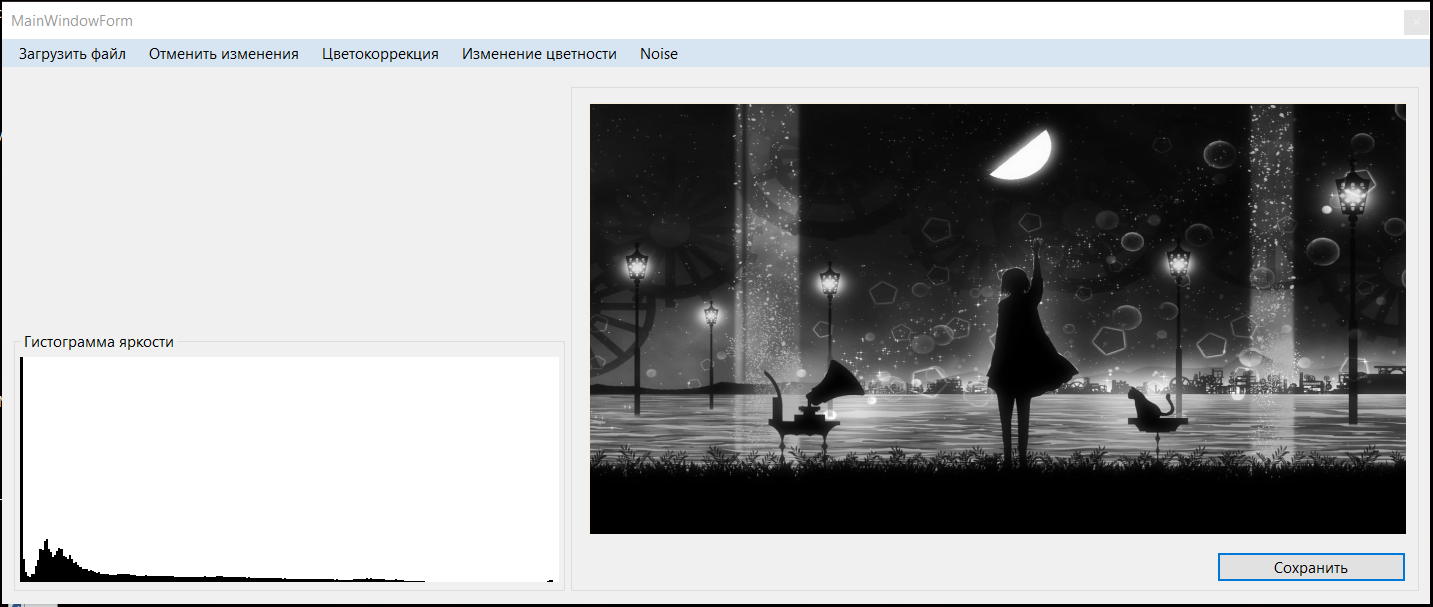 MainWindowForm
Загрузить файл Отменить изменения Цветокоррекция Изменение цветности Noise
Гистограмма яркости
Сохранить